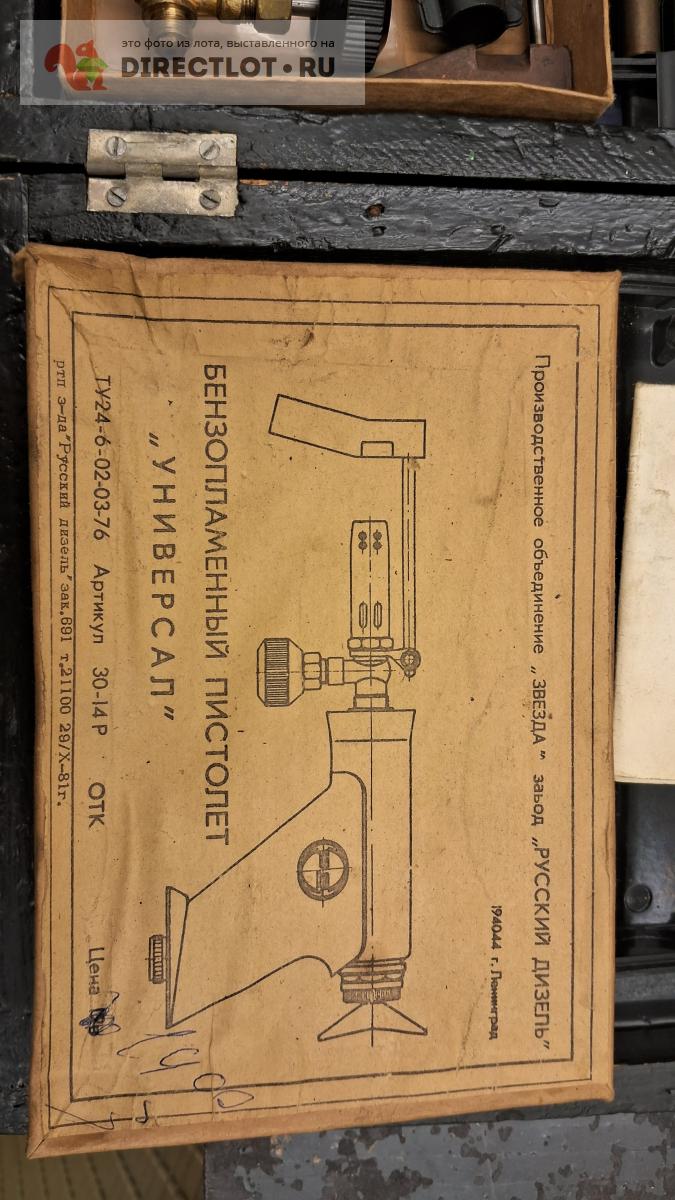 это фото из лота, выставленного на
DIRECTLOT.RU
Производственное объединение „ЗВЕЗДА” завод „РУССКИЙ ДИЗЕЛЬ”
194044 г. Ленинград
БЕНЗОПЛАМЕННЫЙ ПИСТОЛЕТ
„УНИВЕРСАЛ”
ТУ24-6-02-03-76 Артикул 30-14Р ОТК Цена
ртп з-да"Русский дизель"зак.691 т.21100 29/X-81г.